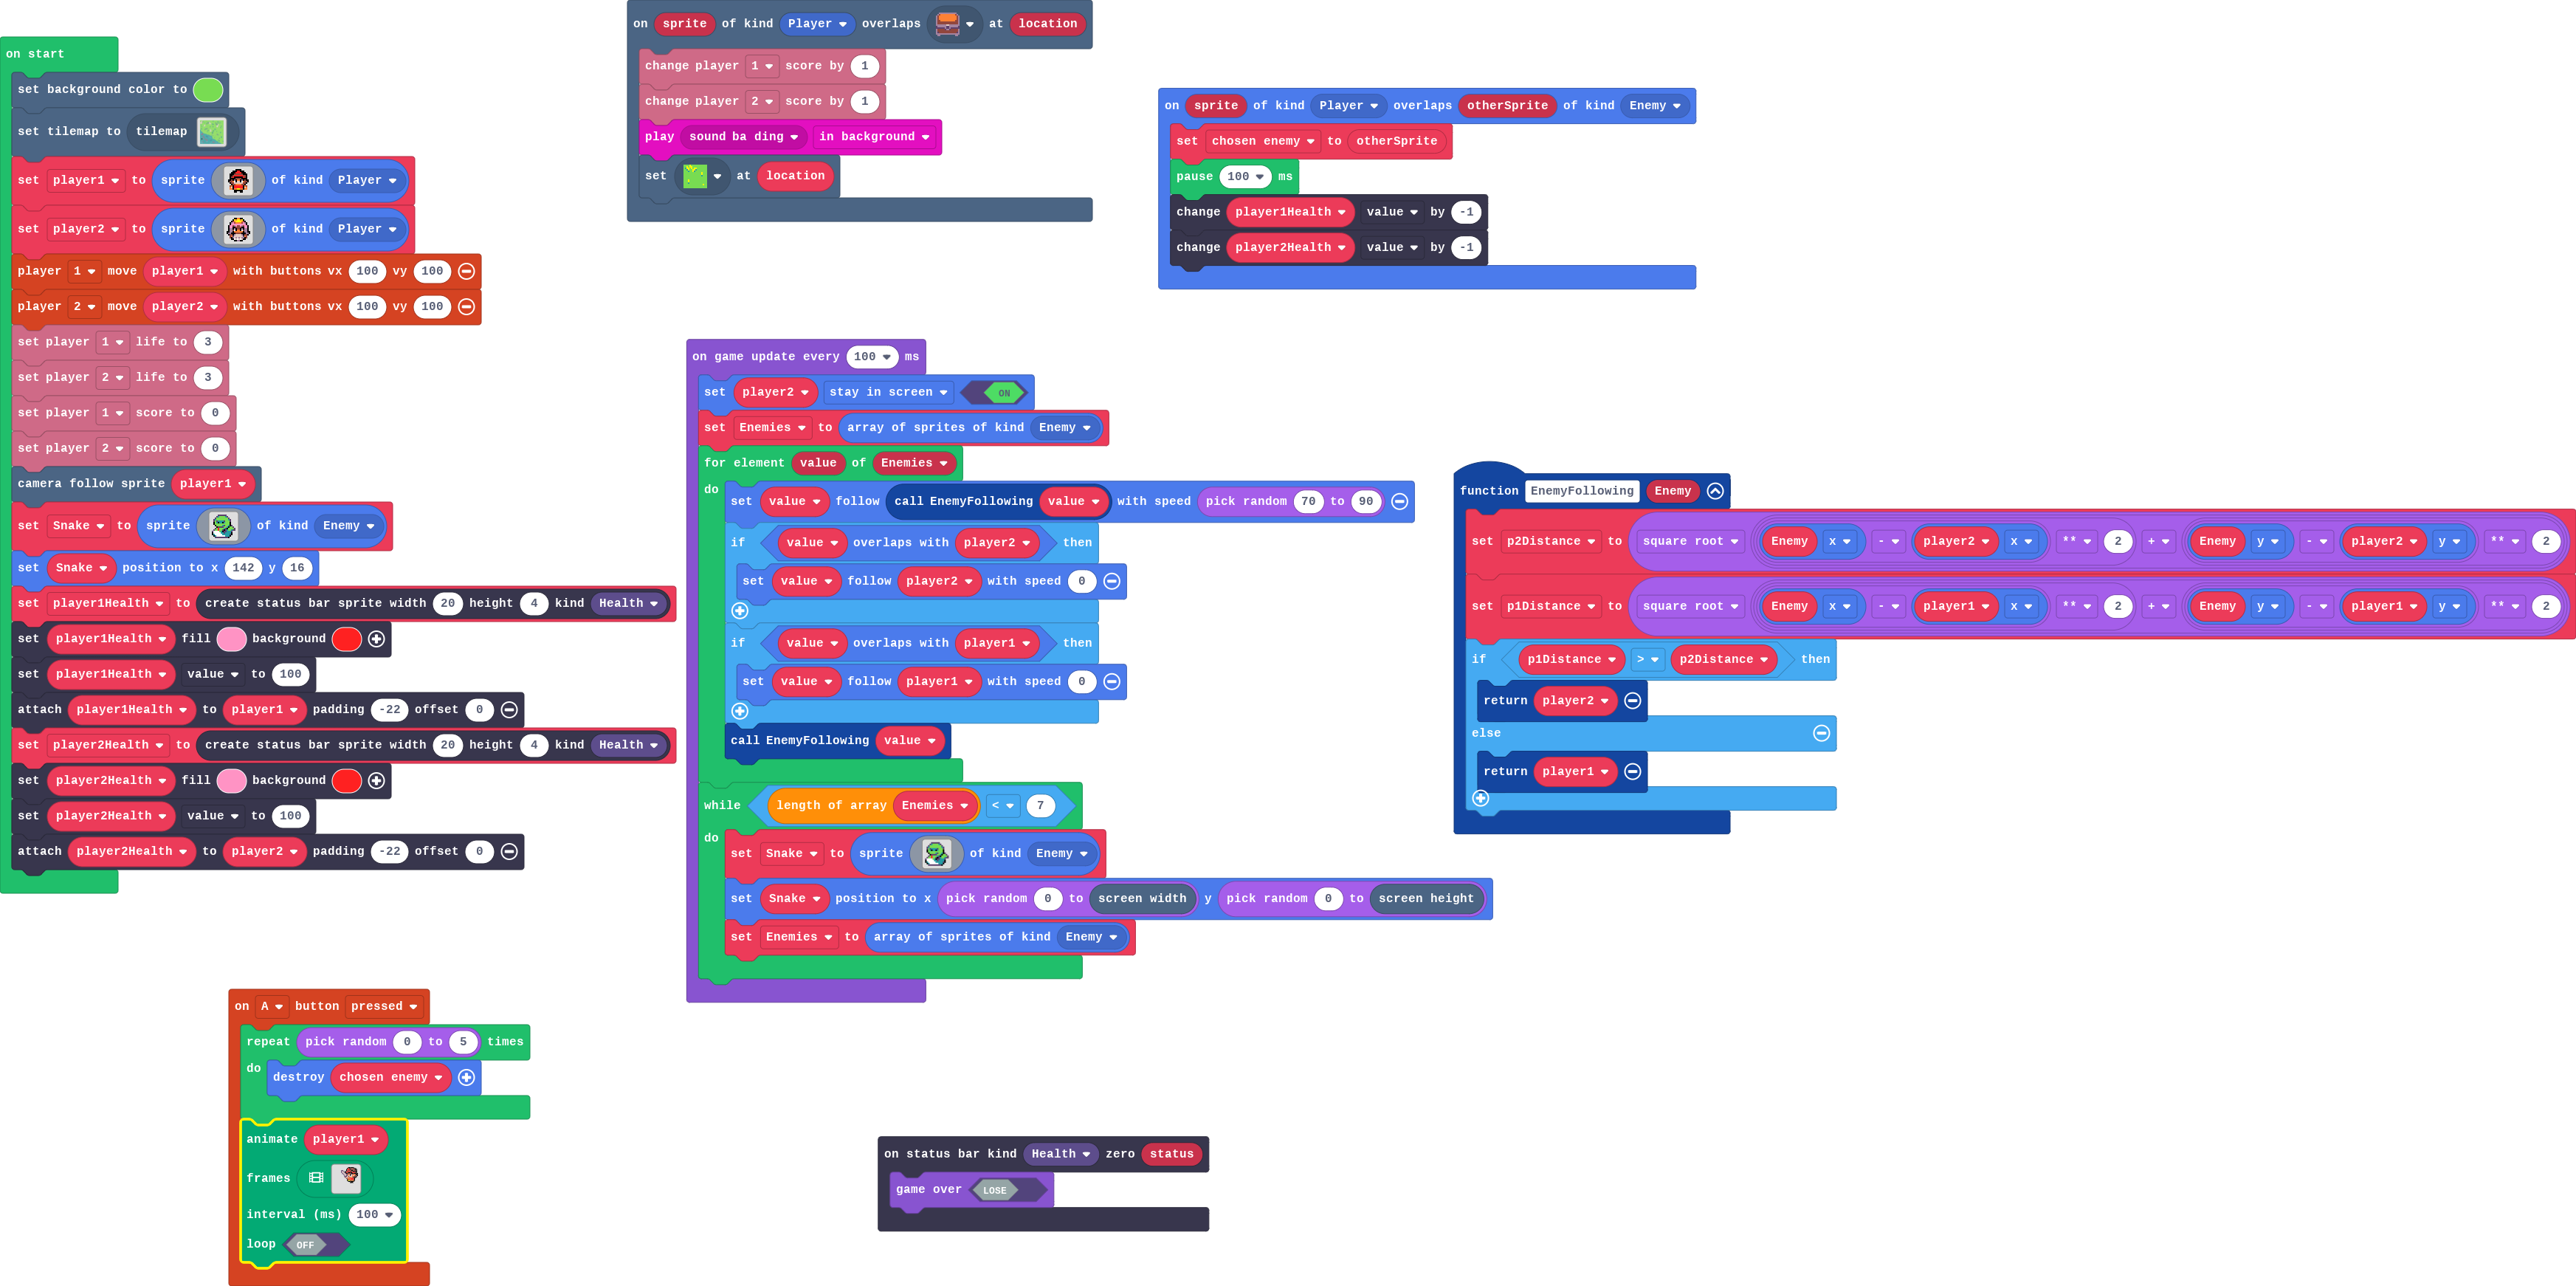 on start
set background color to
set tilemap to tilemap
set player1 to sprite of kind Player
set player2 to sprite of kind Player
player 1 move player1 with buttons vx 100 vy 100
player 2 move player2 with buttons vx 100 vy 100
set player 1 life to 3
set player 2 life to 3
set player 1 score to 0
set player 2 score to 0
camera follow sprite player1
set Snake to sprite of kind Enemy
set Snake position to x 142 y 16
set player1Health to create status bar sprite width 20 height 4 kind Health
set player1Health fill background
set player1Health value to 100
attach player1Health to player1 padding -22 offset 0
set player2Health to create status bar sprite width 20 height 4 kind Health
set player2Health fill background
set player2Health value to 100
attach player2Health to player2 padding -22 offset 0
on sprite of kind Player overlaps at location
change player 1 score by 1
change player 2 score by 1
play sound ba ding in background
set at location
on sprite of kind Player overlaps otherSprite of kind Enemy
set chosen enemy to otherSprite
pause 100 ms
change player1Health value by -1
change player2Health value by -1
on game update every 100 ms
set player2 stay in screen ON
set Enemies to array of sprites of kind Enemy
for element value of Enemies
do
set value follow call EnemyFollowing value with speed pick random 70 to 90
if value overlaps with player2 then
set value follow player2 with speed 0
if value overlaps with player1 then
set value follow player1 with speed 0
call EnemyFollowing value
while length of array Enemies < 7
do
set Snake to sprite of kind Enemy
set Snake position to x pick random 0 to screen width y pick random 0 to screen height
set Enemies to array of sprites of kind Enemy
function EnemyFollowing Enemy
set p2Distance to square root Enemy x - player2 x ** 2 + Enemy y - player2 y ** 2
set p1Distance to square root Enemy x - player1 x ** 2 + Enemy y - player1 y ** 2
if p1Distance > p2Distance then
return player2
else
return player1
on A button pressed
repeat pick random 0 to 5 times
do
destroy chosen enemy
animate player1
frames
interval (ms) 100
loop OFF
on status bar kind Health zero status
game over LOSE